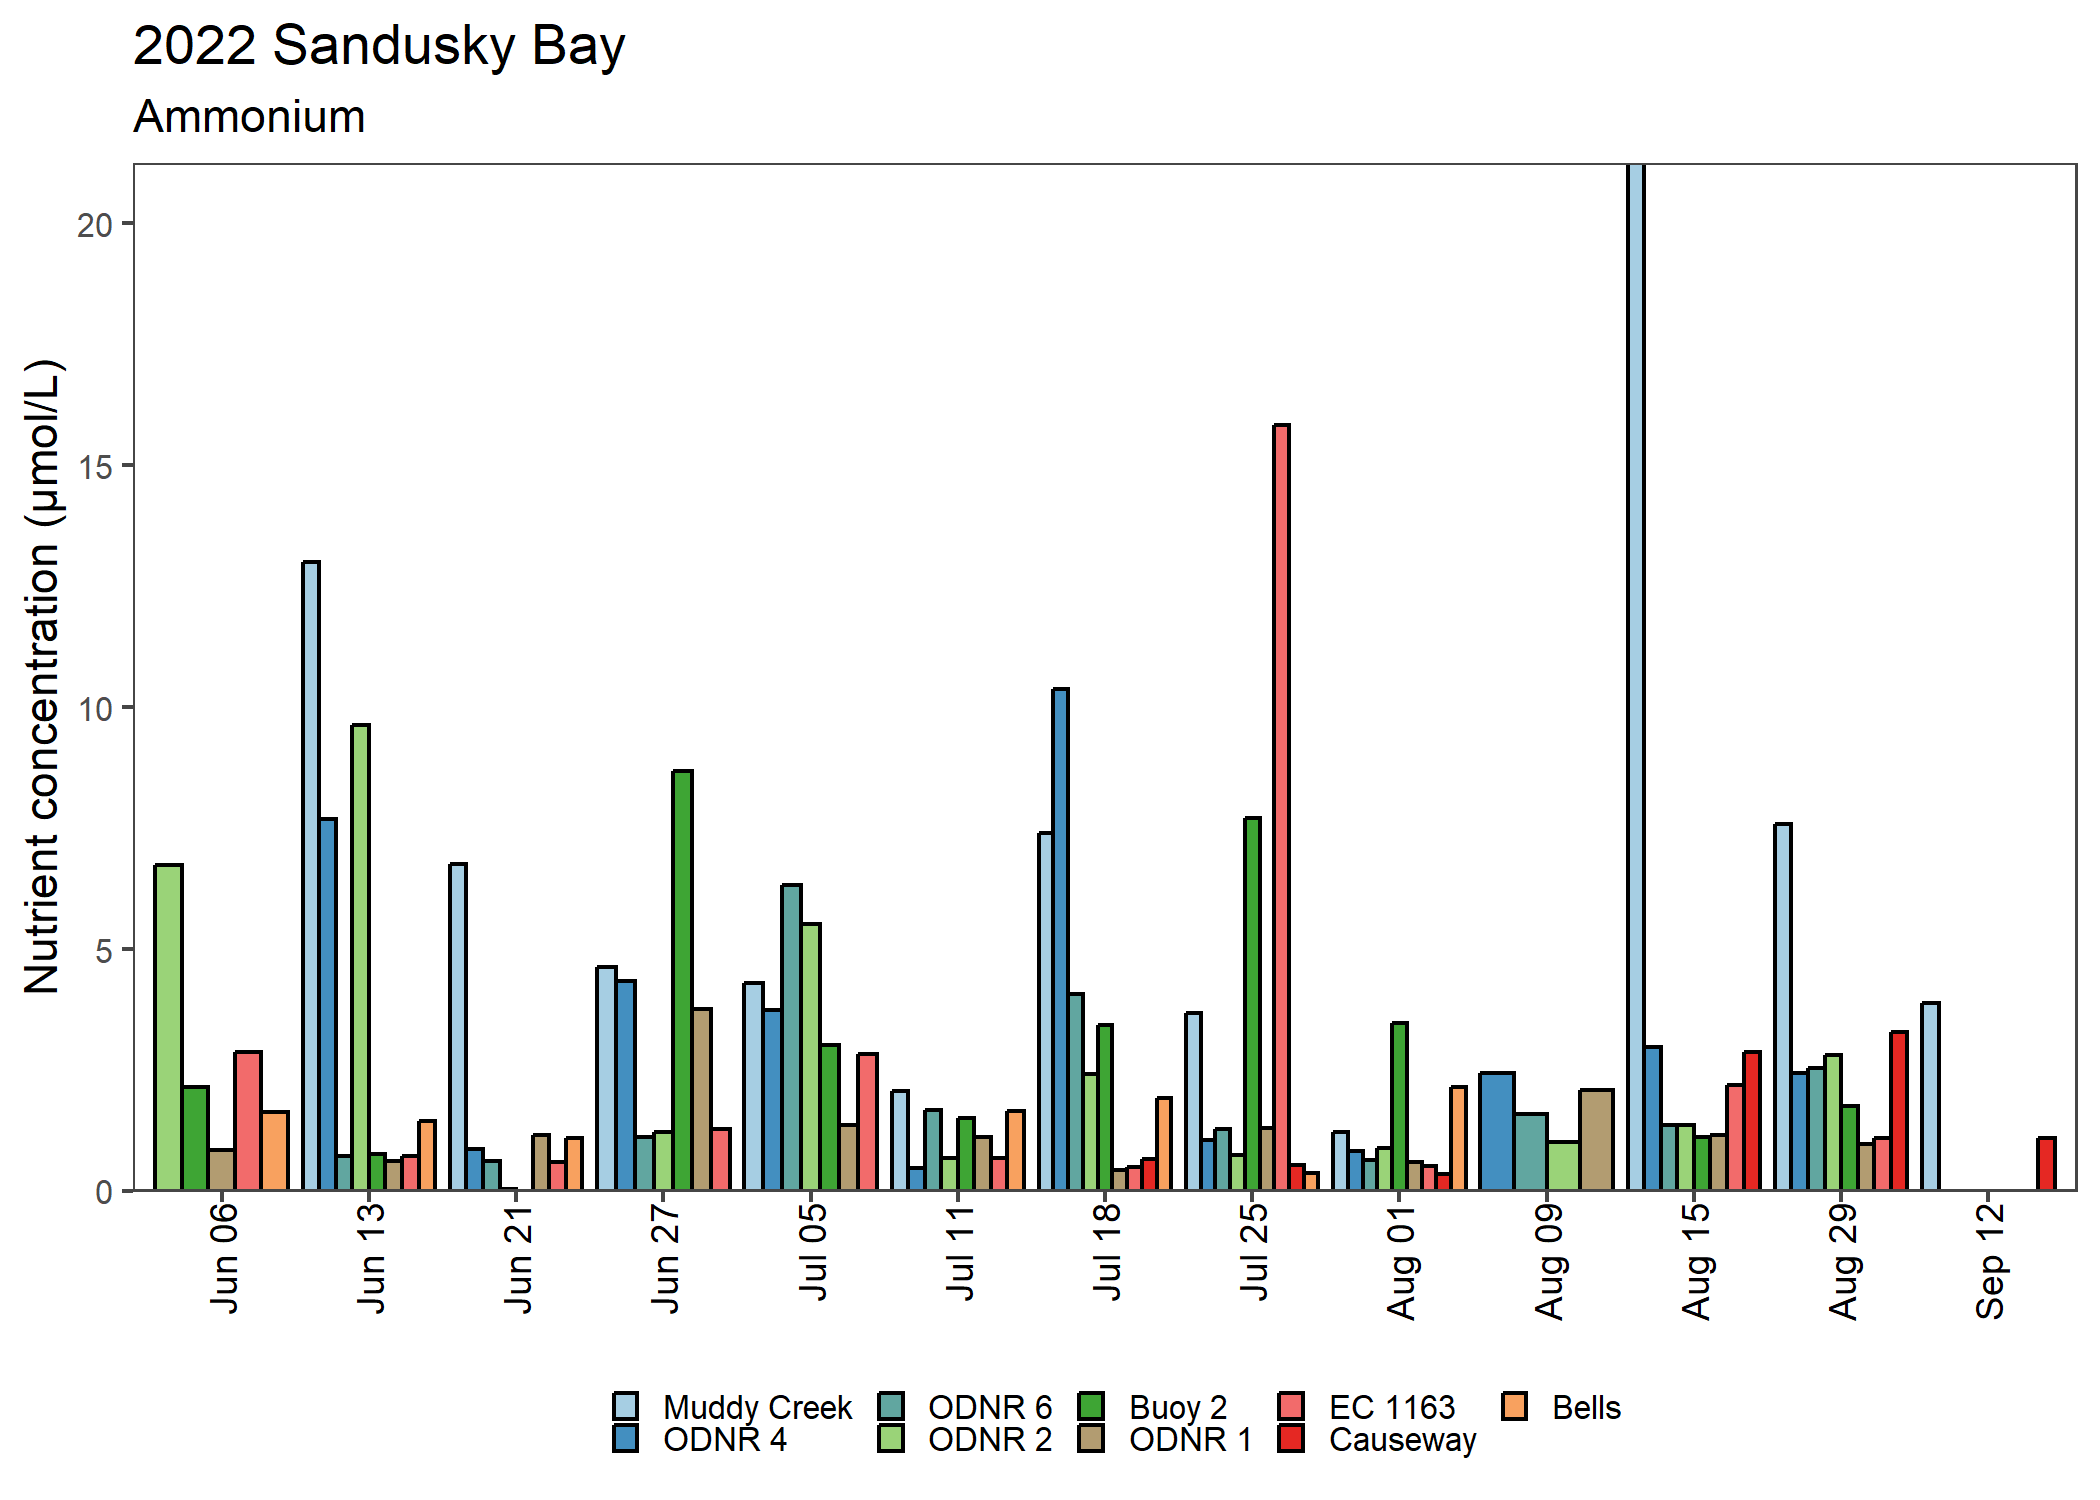 2022 Sandusky Bay
Ammonium
Nutrient concentration (µmol/L)
20
15
10
5
0
Jun 06
Jun 13
Jun 21
Jun 27
Jul 05
Jul 11
Jul 18
Jul 25
Aug 01
Aug 09
Aug 15
Aug 29
Sep 12
Muddy Creek ODNR 6 Buoy 2 EC 1163 Bells
ODNR 4 ODNR 2 ODNR 1 Causeway